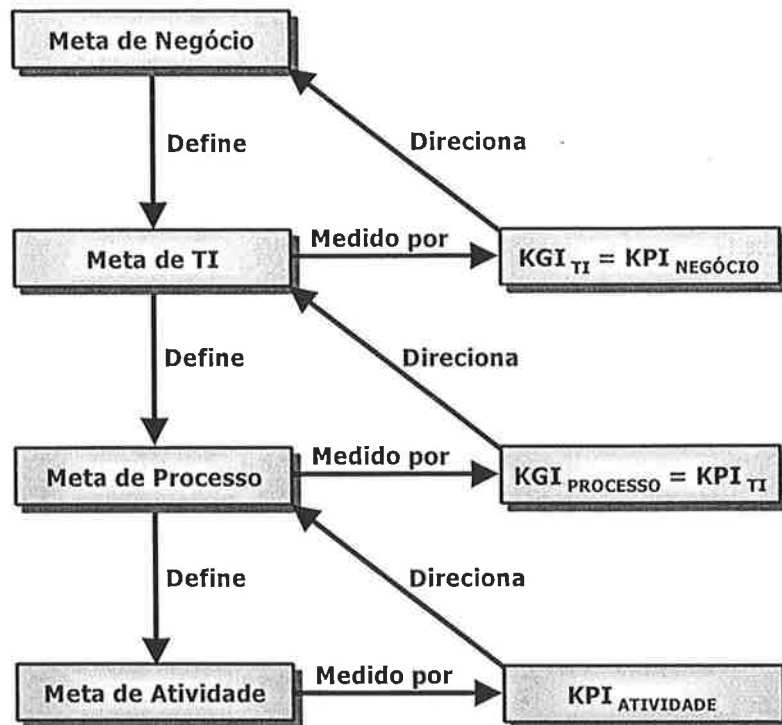 Meta de Negócio
Define
Direciona
Meta de TI
Medido por
KGI TI = KPI NEGÓCIO
Define
Direciona
Meta de Processo
Medido por
KGI PROCESSO = KPI TI
Define
Direciona
Meta de Atividade
Medido por
KPI ATIVIDADE